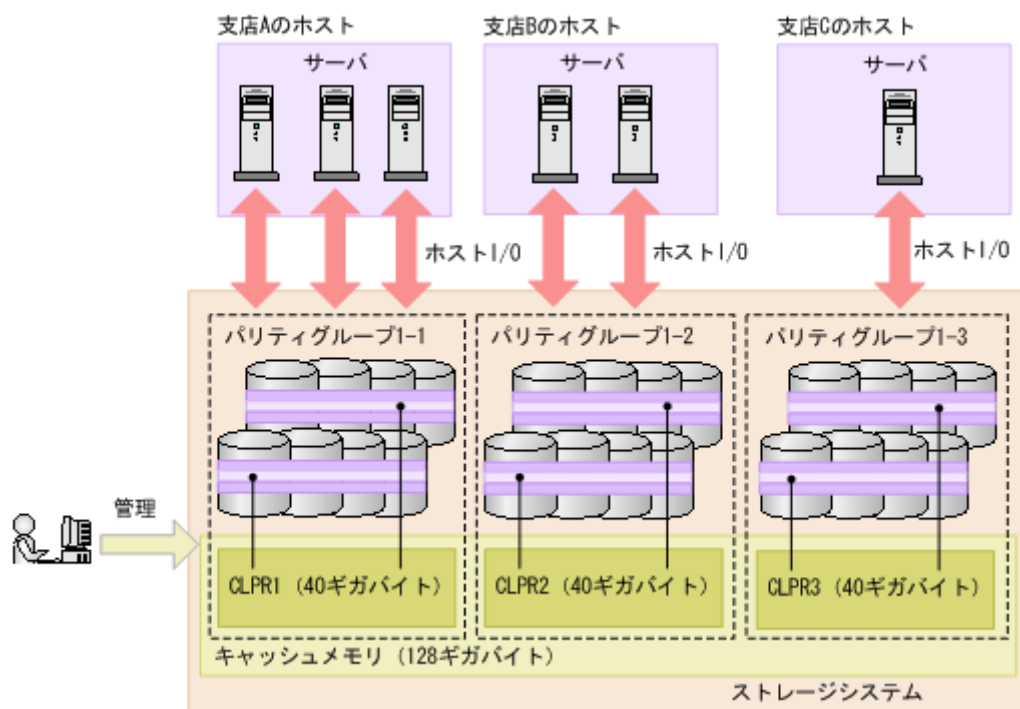 支店Aのホスト
支店Bのホスト
支店Cのホスト
サーバ
サーバ
サーバ
ホストI/O
ホストI/O
ホストI/O
パリティグループ1-1
パリティグループ1-2
パリティグループ1-3
管理
CLPR1 (40ギガバイト)
CLPR2 (40ギガバイト)
CLPR3 (40ギガバイト)
キャッシュメモリ (128ギガバイト)
ストレージシステム